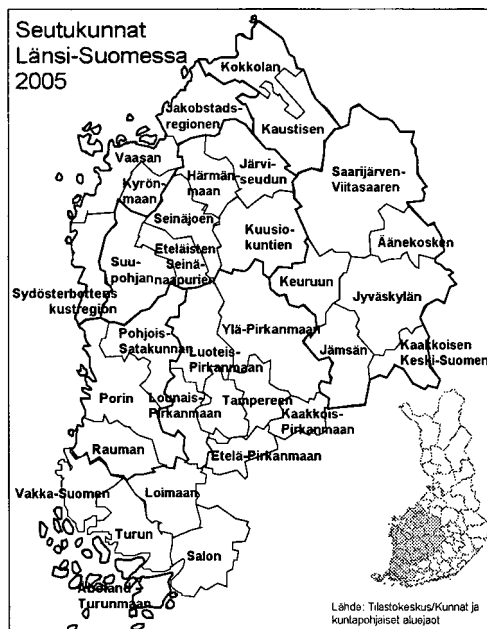 Seutukunnat
Länsi-Suomessa
2005
Kokkolan
Jakobstads-
regionen
Kaustisen
Vaasan
Kyrön-
maan
Härmän-
maan
Järvi-
seudun
Saarijärven-
Viitasaaren
Seinäjoen
Kuusio-
kuntien
Äänekosken
Suu-
pohjan
Eteläisten
Seinä-
naapurien
Keuruun
Jyväskylän
Sydösterbottens
kustregion
Ylä-Pirkanmaan
Pohjois-
Satakunnan
Luoteis-
Pirkanmaan
Jämsän
Kaakkoisen
Keski-Suomen
Porin
Lounais-
Pirkanmaan
Tampereen
Kaakkois-
Pirkanmaan
Rauman
Etelä-Pirkanmaan
Vakka-Suomen
Loimaan
Turun
Salon
Åboland -
Turunmaan
Lähde: Tilastokeskus/Kunnat ja
kuntapohjaiset aluejaot